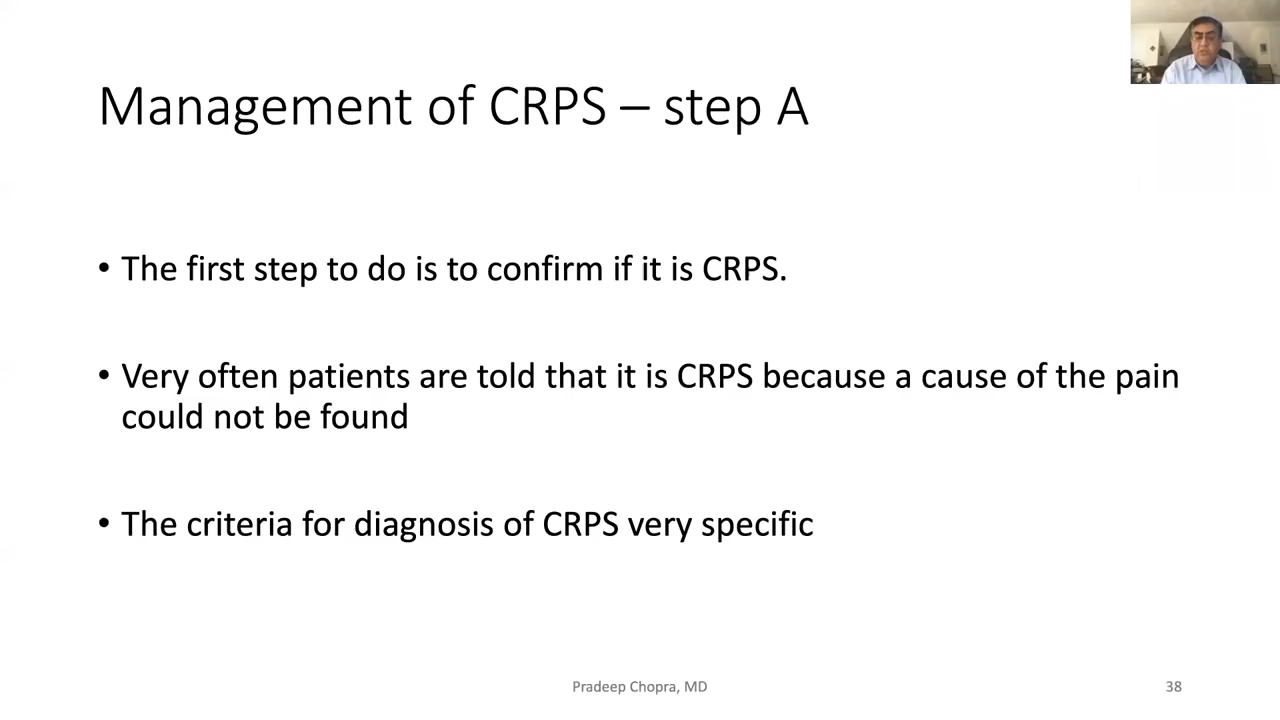 Management of CRPS – step A
• The first step to do is to confirm if it is CRPS.
• Very often patients are told that it is CRPS because a cause of the pain
could not be found
• The criteria for diagnosis of CRPS very specific
Pradeep Chopra, MD
38